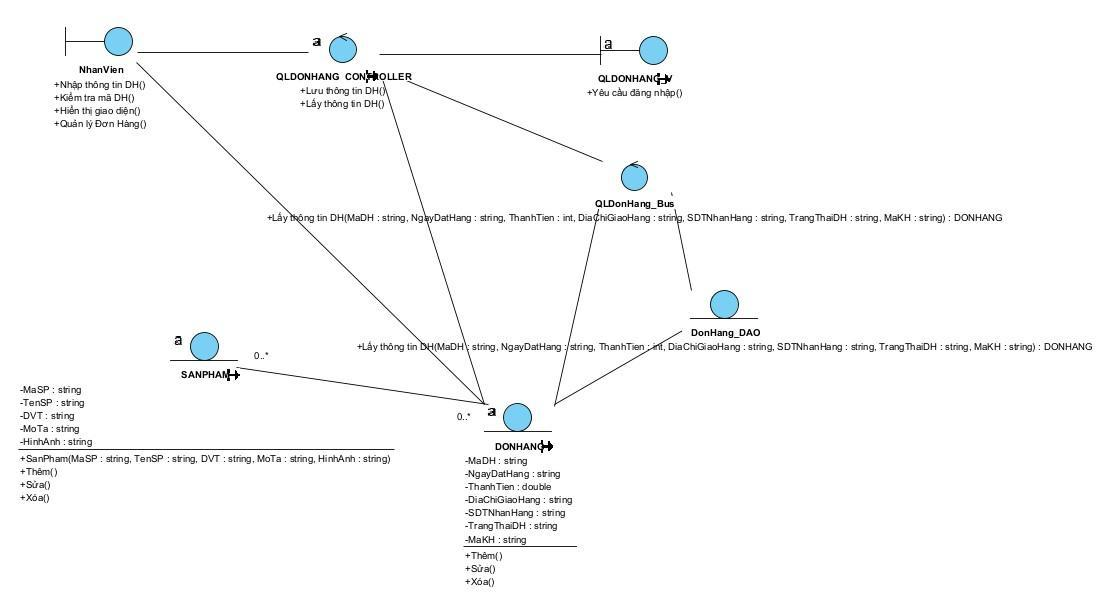 a
a
NhanVien
+Nhập thông tin DH()
+Kiểm tra mã DH()
+Hiển thị giao diện()
+Quản lý Đơn Hàng()
QLDONHANG CONTROLLER
+Lưu thông tin DH()
+Lấy thông tin DH()
QLDONHANG_V
+Yêu cầu đăng nhập()
QLDonHang_Bus
+Lấy thông tin DH(MaDH : string, NgayDatHang : string, ThanhTien : int, DiaChiGiaoHang : string, SDTNhanHang : string, TrangThaiDH : string, MaKH : string) : DONHANG
DonHang_DAO
+Lấy thông tin DH(MaDH : string, NgayDatHang : string, ThanhTien : int, DiaChiGiaoHang : string, SDTNhanHang : string, TrangThaiDH : string, MaKH : string) : DONHANG
a
0..*
SANPHAM
-MaSP : string
-TenSP : string
-DVT : string
-MoTa : string
-HinhAnh : string
+SanPham(MaSP : string, TenSP : string, DVT : string, MoTa : string, HinhAnh : string)
+Thêm()
+Sửa()
+Xóa()
0..*
a
DONHANG
-MaDH : string
-NgayDatHang : string
-ThanhTien : double
-DiaChiGiaoHang : string
-SDTNhanHang : string
-TrangThaiDH : string
-MaKH : string
+Thêm()
+Sửa()
+Xóa()